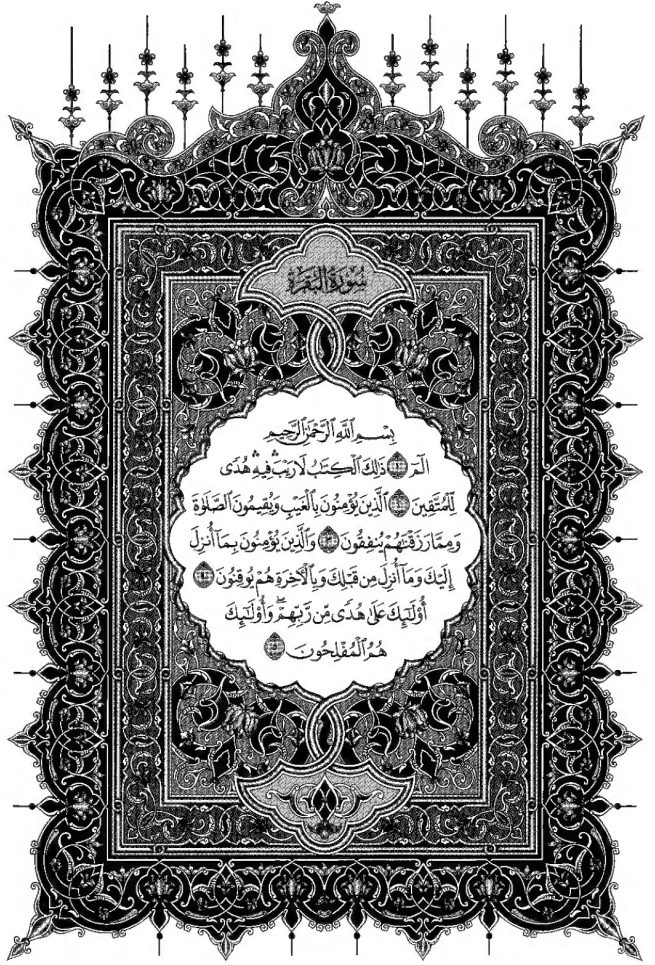 سُورَةُ الْبَقَرَةِ
بِسْمِ ٱللَّهِ ٱلرَّحْمَٰنِ ٱلرَّحِيمِ
الٓمٓ ۝١ ذَٰلِكَ ٱلْكِتَٰبُ لَا رَيْبَ ۛ فِيهِ ۛ هُدًى
لِّلْمُتَّقِينَ ۝٢ ٱلَّذِينَ يُؤْمِنُونَ بِٱلْغَيْبِ وَيُقِيمُونَ ٱلصَّلَوٰةَ
وَمِمَّا رَزَقْنَٰهُمْ يُنفِقُونَ ۝٣ وَٱلَّذِينَ يُؤْمِنُونَ بِمَآ أُنزِلَ
إِلَيْكَ وَمَآ أُنزِلَ مِن قَبْلِكَ وَبِٱلْأَخِرَةِ هُمْ يُوقِنُونَ ۝٤
أُو۟لَٰٓئِكَ عَلَىٰ هُدًى مِّن رَّبِّهِمْ ۖ وَأُو۟لَٰٓئِكَ
هُمُ ٱلْمُفْلِحُونَ ۝٥